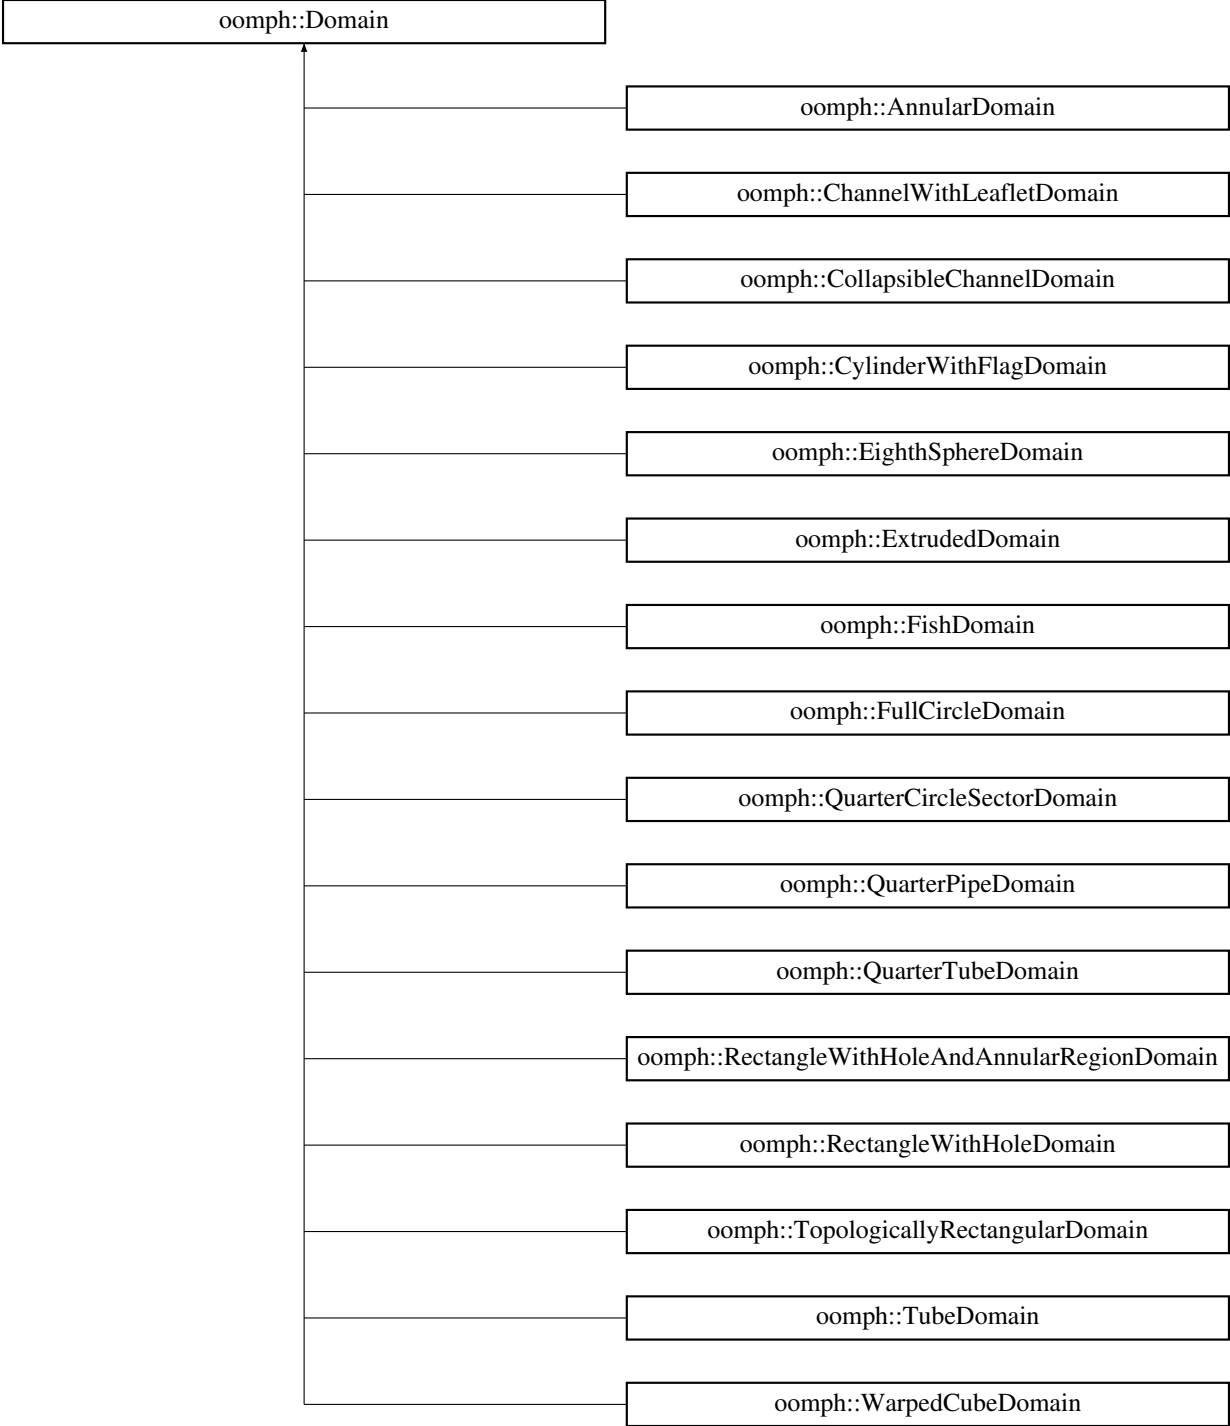 oomph::Domain
oomph::AnnularDomain
oomph::ChannelWithLeafletDomain
oomph::CollapsibleChannelDomain
oomph::CylinderWithFlagDomain
oomph::EighthSphereDomain
oomph::ExtrudedDomain
oomph::FishDomain
oomph::FullCircleDomain
oomph::QuarterCircleSectorDomain
oomph::QuarterPipeDomain
oomph::QuarterTubeDomain
oomph::RectangleWithHoleAndAnnularRegionDomain
oomph::RectangleWithHoleDomain
oomph::TopologicallyRectangularDomain
oomph::TubeDomain
oomph::WarpedCubeDomain